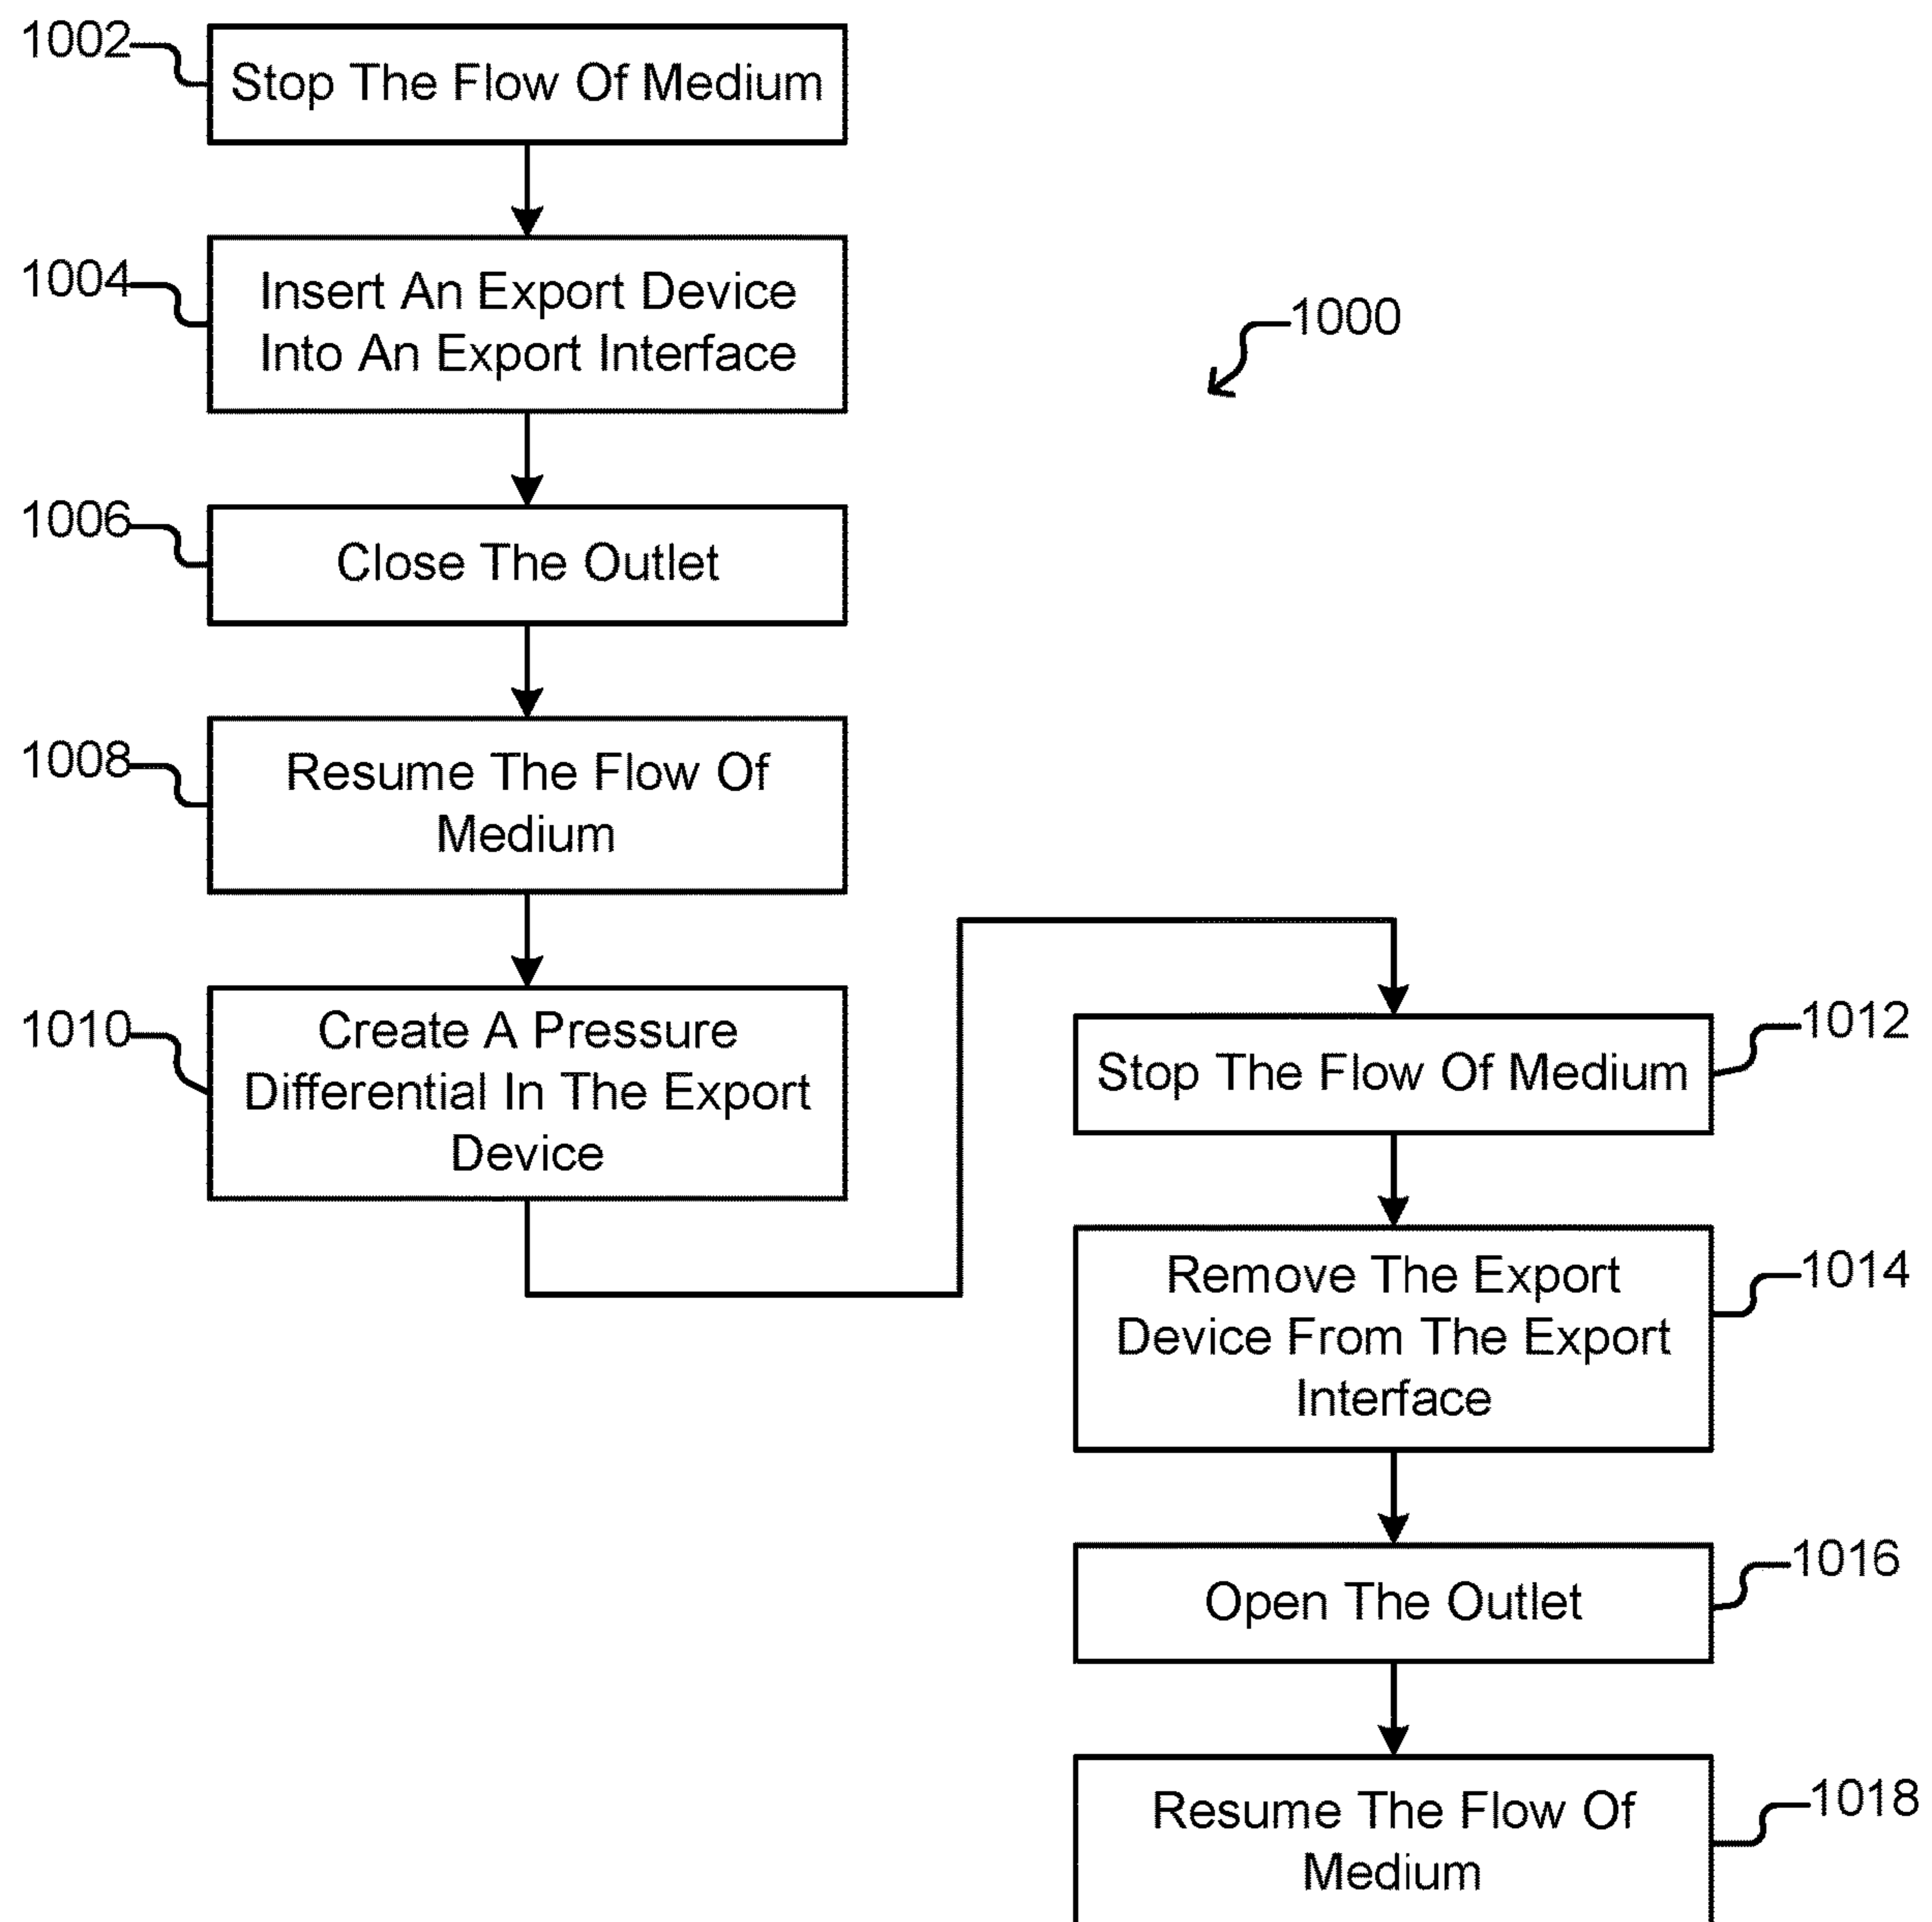 1002
Stop The Flow Of Medium
1004
Insert An Export Device
Into An Export Interface
1000
1006
Close The Outlet
1008
Resume The Flow Of
Medium
1010
Create A Pressure
Differential In The Export
Device
1012
Stop The Flow Of Medium
1014
Remove The Export
Device From The Export
Interface
1016
Open The Outlet
1018
Resume The Flow Of
Medium